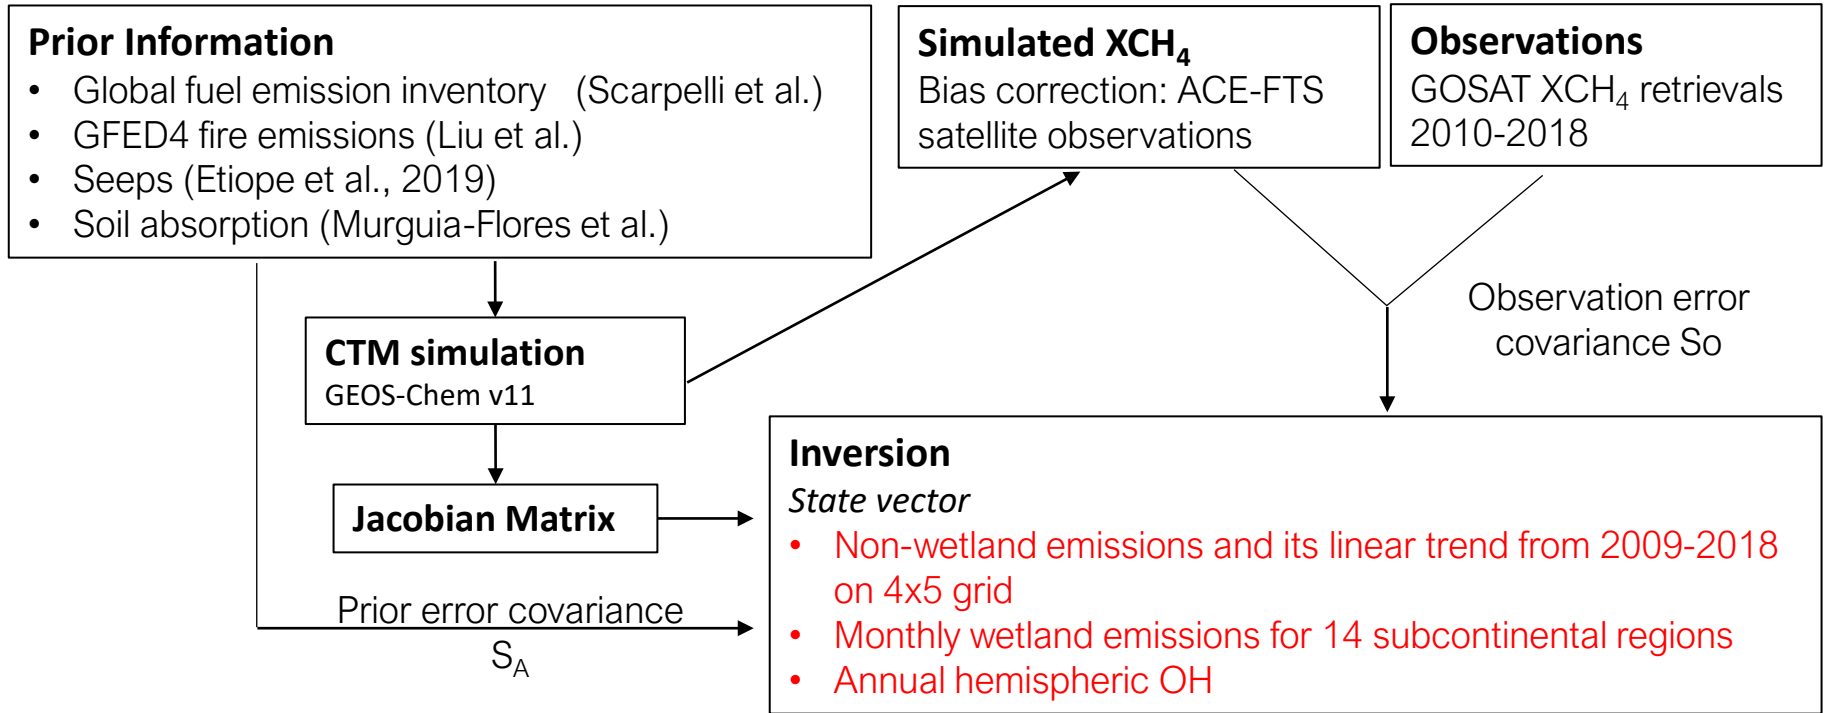 Prior Information
• Global fuel emission inventory (Scarpelli et al.)
• GFED4 fire emissions (Liu et al.)
• Seeps (Etiope et al., 2019)
• Soil absorption (Murguia-Flores et al.)
Simulated XCH₄
Bias correction: ACE-FTS
satellite observations
Observations
GOSAT XCH₄ retrievals
2010-2018
CTM simulation
GEOS-Chem v11
Observation error
covariance So
Jacobian Matrix
Prior error covariance
S_A
Inversion
State vector
• Non-wetland emissions and its linear trend from 2009-2018
on 4x5 grid
• Monthly wetland emissions for 14 subcontinental regions
• Annual hemispheric OH